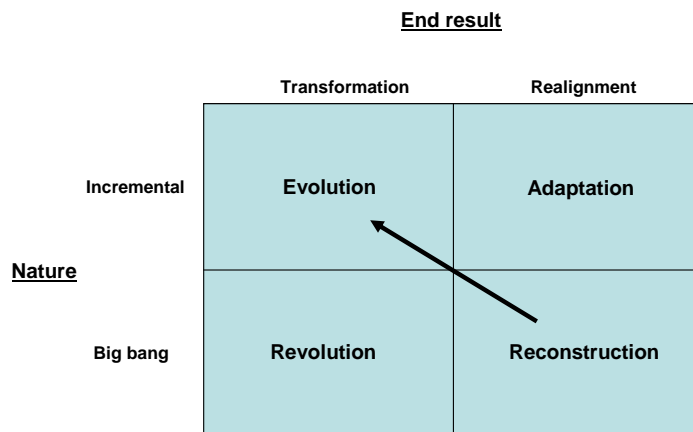 End result
Transformation
Realignment
Incremental
Evolution
Adaptation
Nature
Big bang
Revolution
Reconstruction